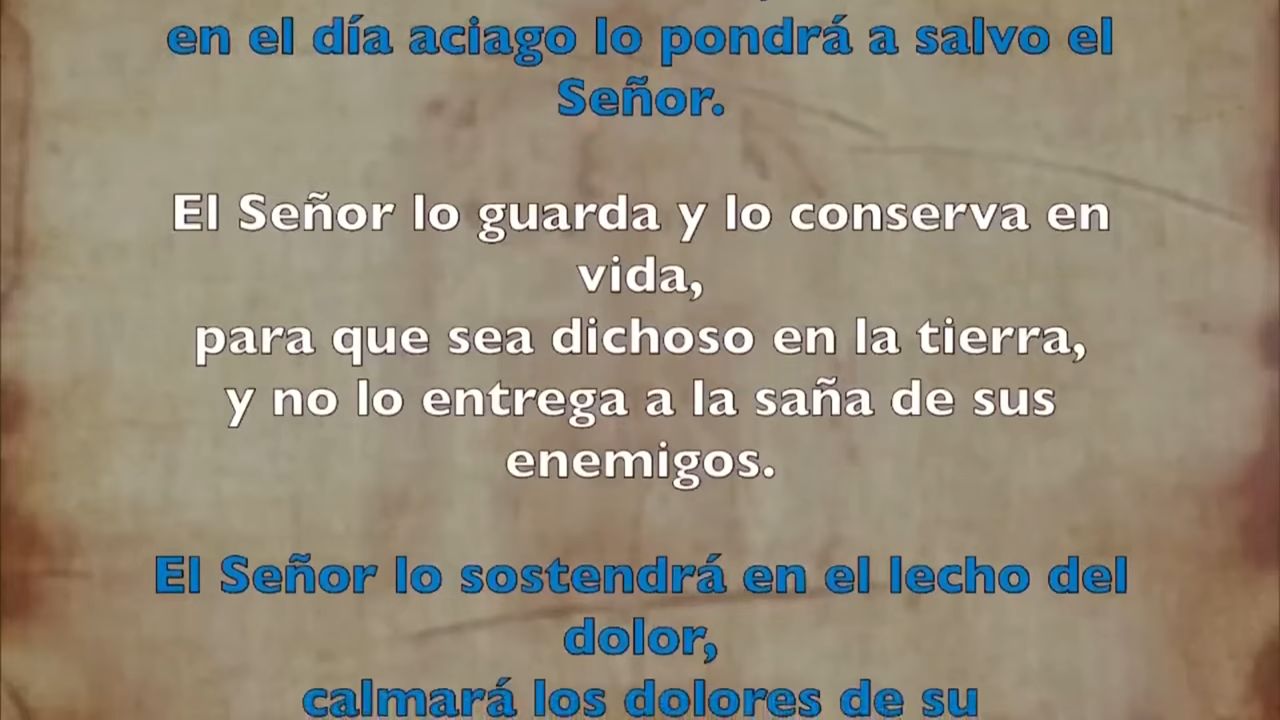 en el día aciago lo pondrá a salvo el
Señor.
El Señor lo guarda y lo conserva en
vida,
para que sea dichoso en la tierra,
y no lo entrega a la saña de sus
enemigos.
El Señor lo sostendrá en el lecho del
dolor,
calmará los dolores de su